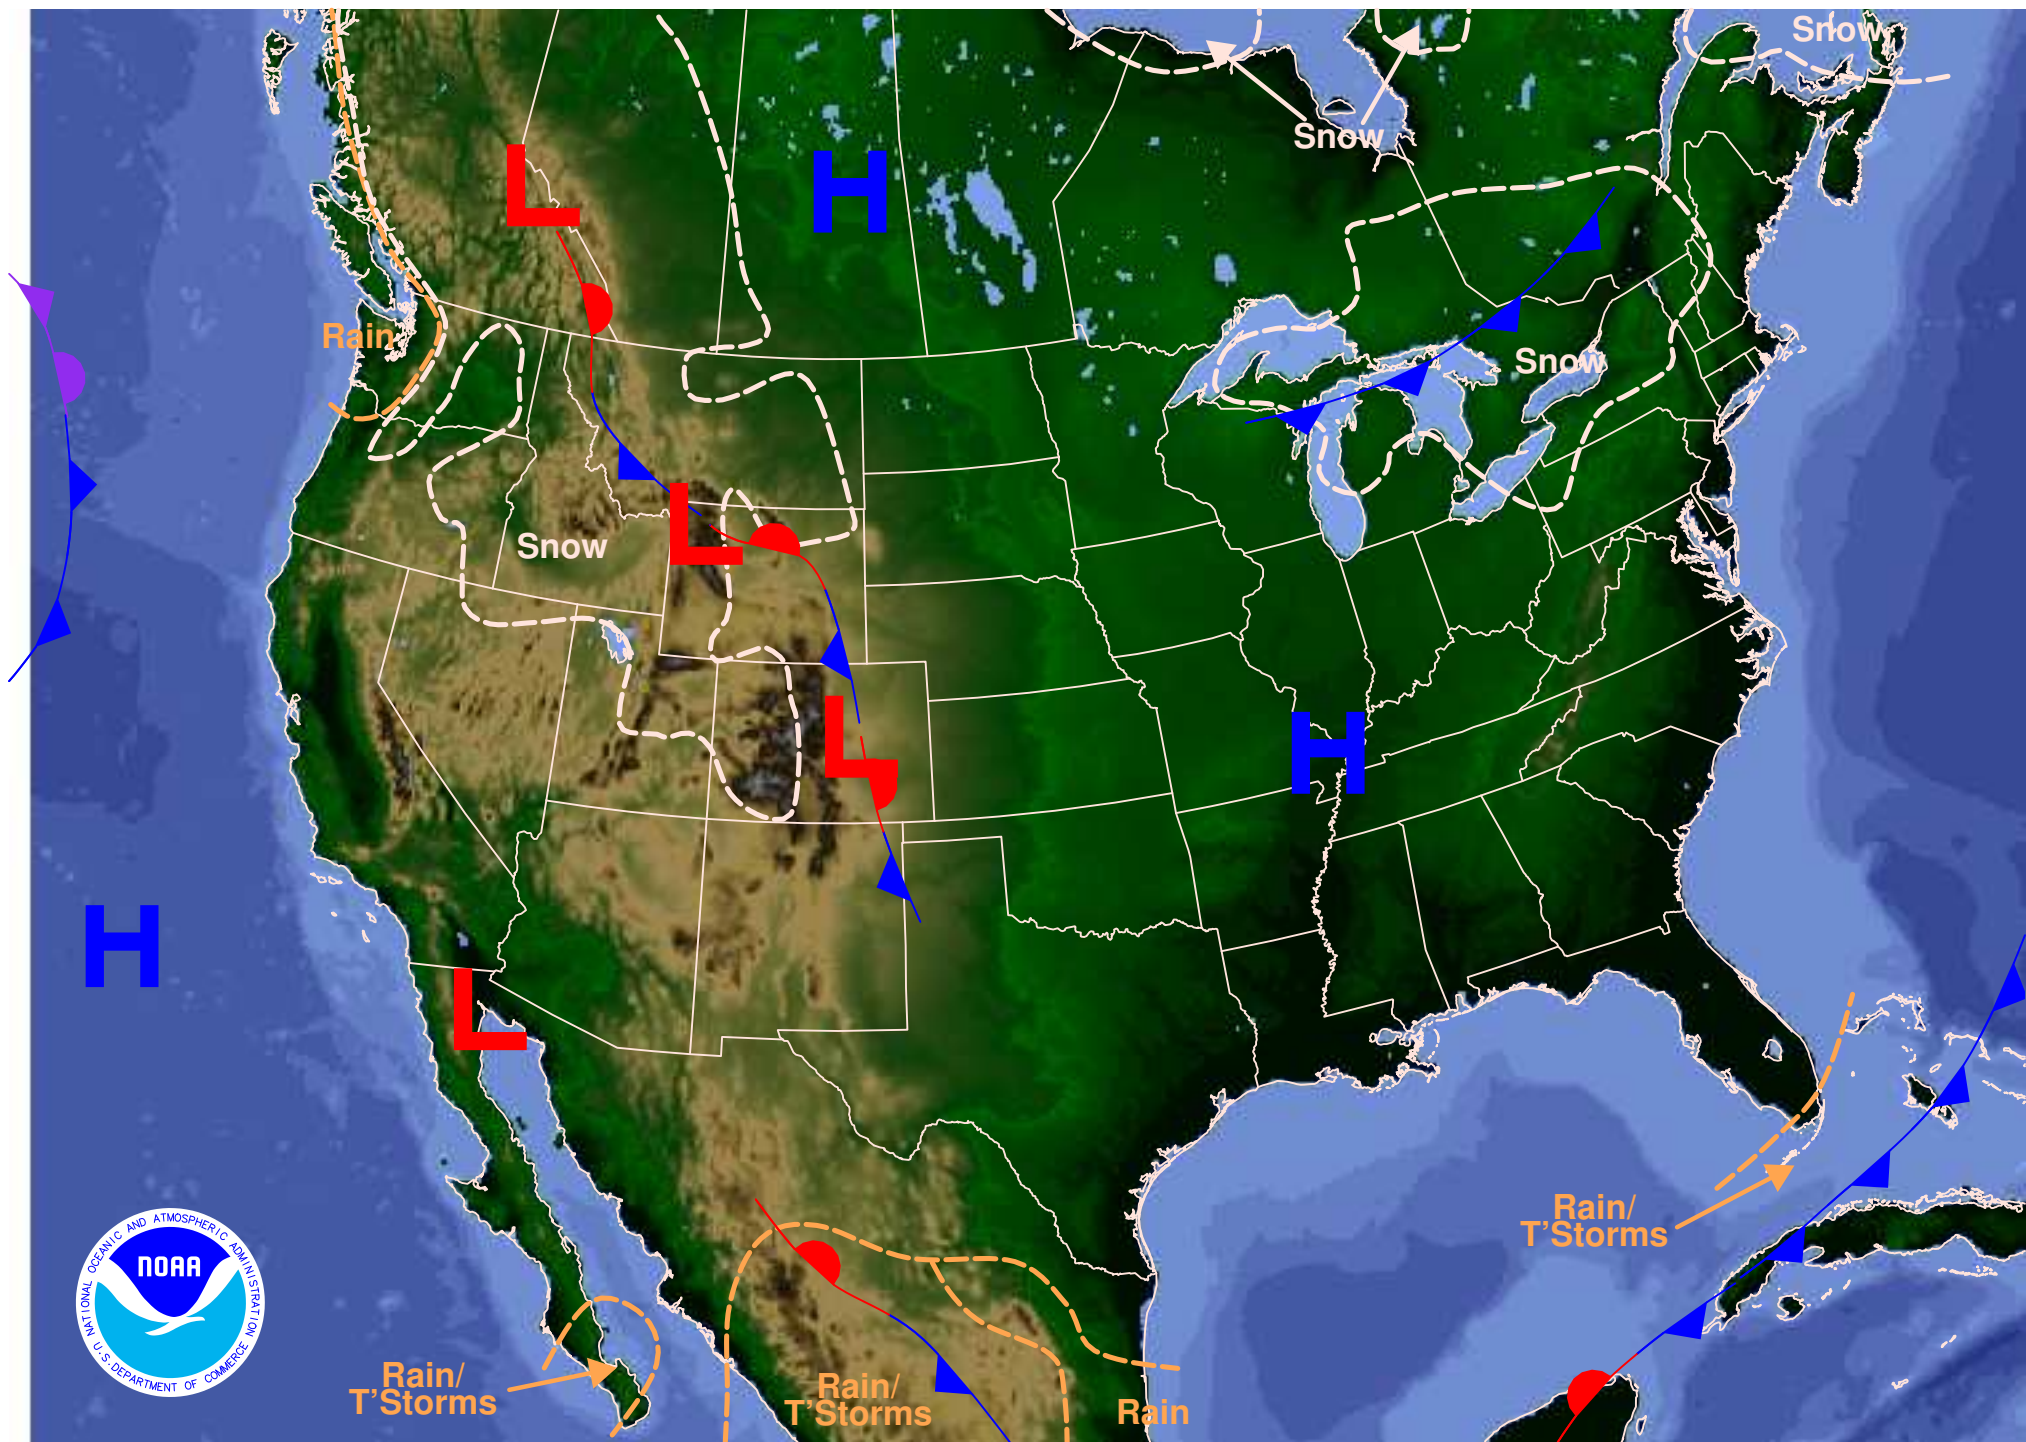 Snow
Snow
L
H
Rain
Snow
L
Snow
L
H
H
L
Rain/
T'Storms
NATIONAL OCEANIC AND ATMOSPHERIC ADMINISTRATION
NOAA
U.S. DEPARTMENT OF COMMERCE
Rain/
T'Storms
Rain/
T'Storms
Rain